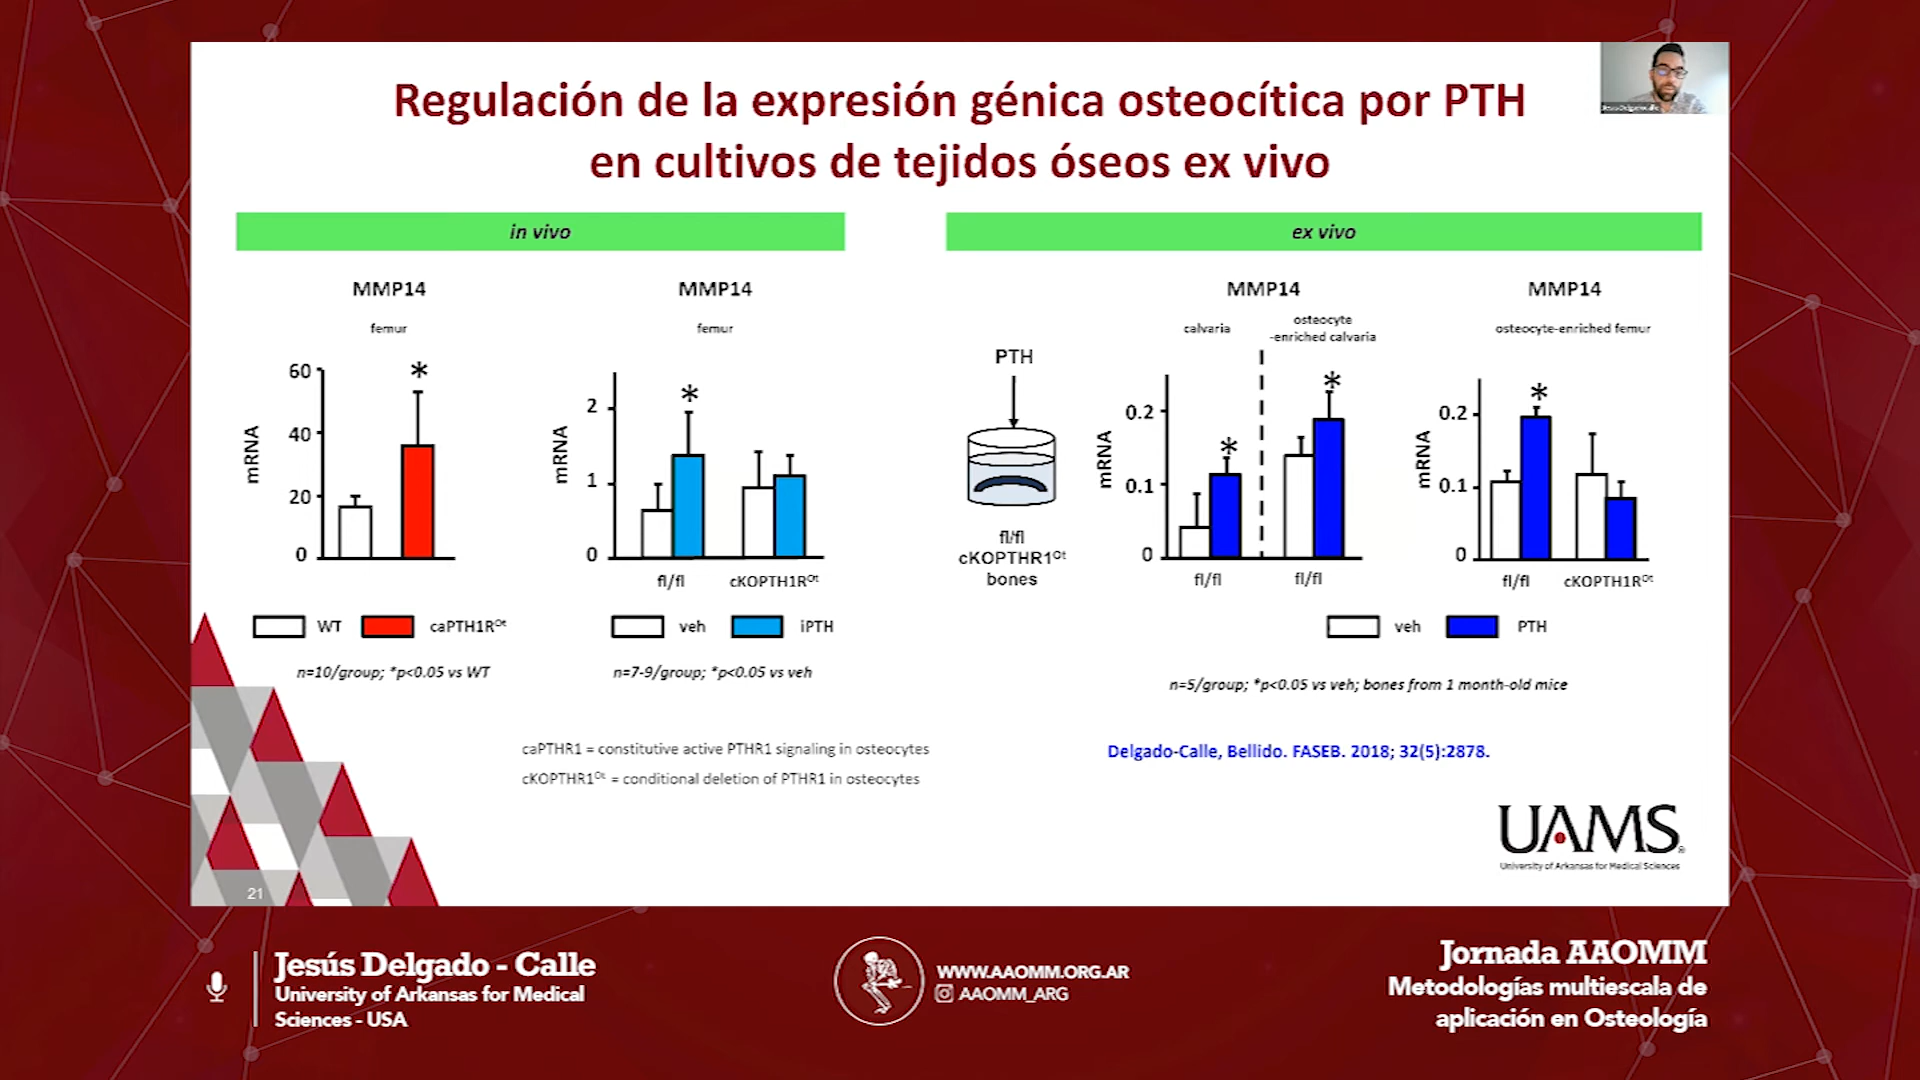 Regulación de la expresión génica osteocítica por PTH
en cultivos de tejidos óseos ex vivo
in vivo
ex vivo
MMP14
femur
mRNA
60
40
20
0
*
WT
caPTH1R^Ot
n=10/group; *p<0.05 vs WT
MMP14
femur
mRNA
2
1
0
*
fl/fl
cKOPTH1R^Ot
veh
iPTH
n=7-9/group; *p<0.05 vs veh
PTH
fl/fl
cKOPTHR1^Ot
bones
MMP14
calvaria
osteocyte
-enriched calvaria
mRNA
0.2
0.1
0
*
*
fl/fl
fl/fl
MMP14
osteocyte-enriched femur
mRNA
0.2
0.1
0
*
fl/fl
cKOPTH1R^Ot
veh
PTH
n=5/group; *p<0.05 vs veh; bones from 1 month-old mice
caPTHR1 = constitutive active PTHR1 signaling in osteocytes
cKOPTHR1^Ot = conditional deletion of PTHR1 in osteocytes
Delgado-Calle, Bellido. FASEB. 2018; 32(5):2878.
UAMS®
University of Arkansas for Medical Sciences
21
Jesús Delgado - Calle
University of Arkansas for Medical
Sciences - USA
WWW.AAOMM.ORG.AR
AAOMM_ARG
Jornada AAOMM
Metodologías multiescala de
aplicación en Osteología